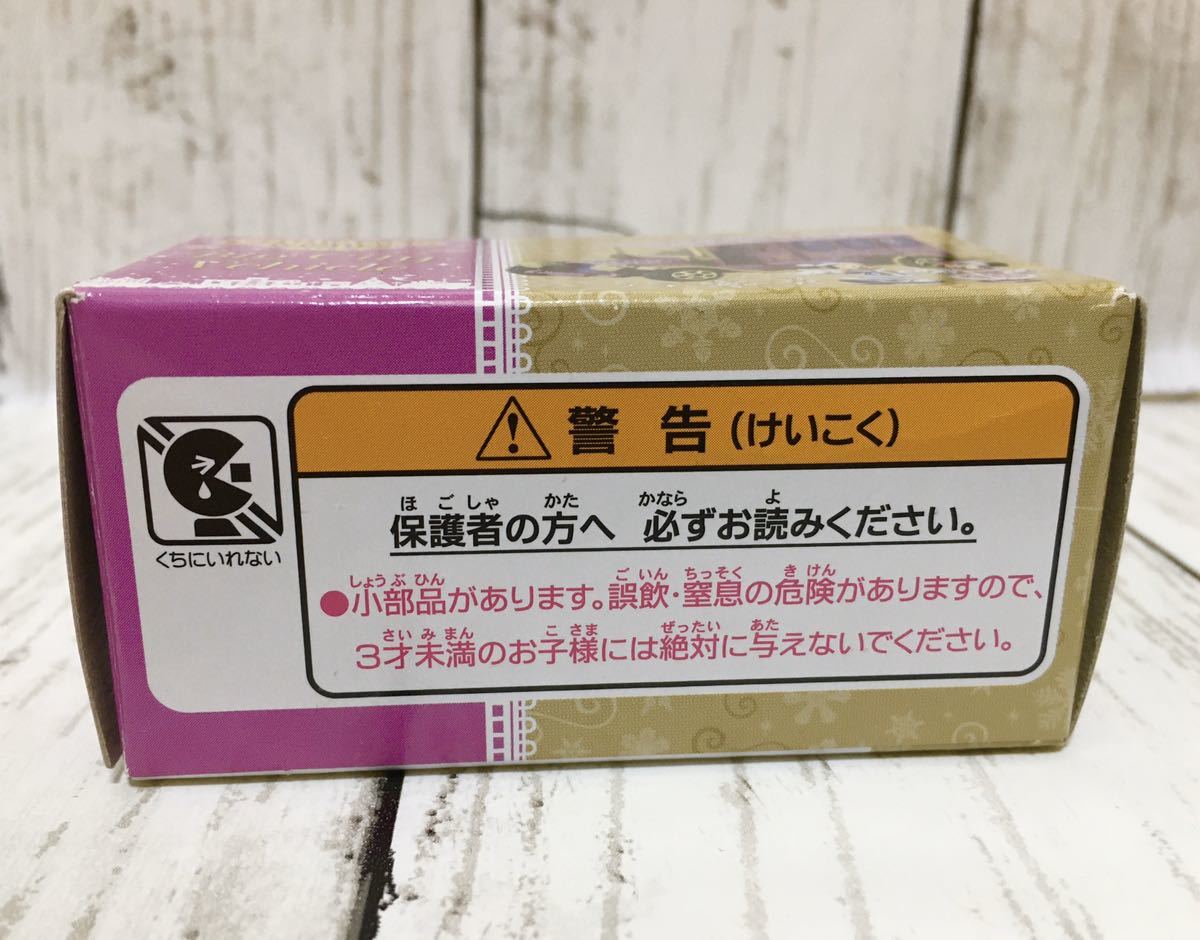 警告(けいこく)
ほごしゃ かた かなら よ
保護者の方へ 必ずお読みください。
しょうぶひん ごいん ちっそく きけん
●小部品があります。誤飲・窒息の危険がありますので、
さいみまん こさま ぜったい あた
3才未満のお子様には絶対に与えないでください。
くちにいれない